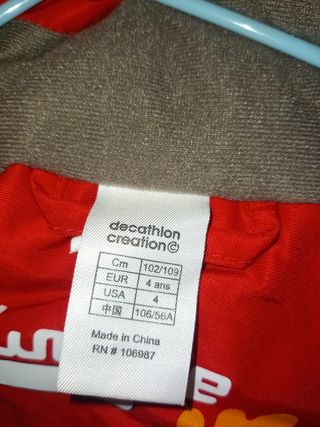 decathlon
creation©
Cm 102/109
EUR 4 ans
USA 4
中国 106/56A
Made in China
RN # 106987